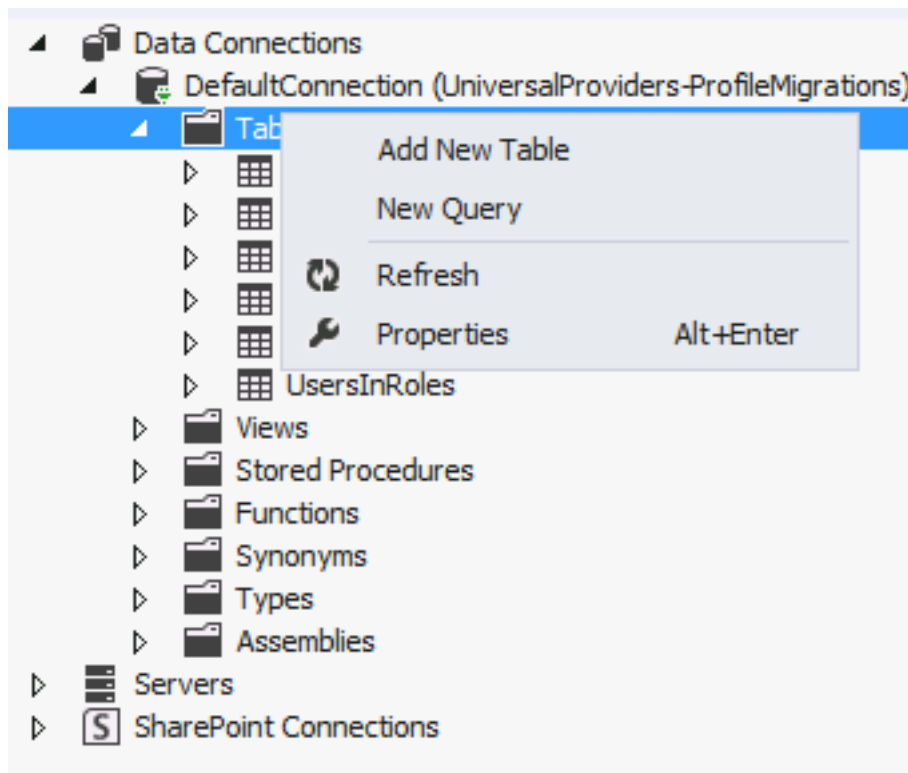 Data Connections
DefaultConnection (UniversalProviders-ProfileMigrations)
Tab
Add New Table
New Query
Refresh
Properties Alt+Enter
UsersInRoles
Views
Stored Procedures
Functions
Synonyms
Types
Assemblies
Servers
SharePoint Connections